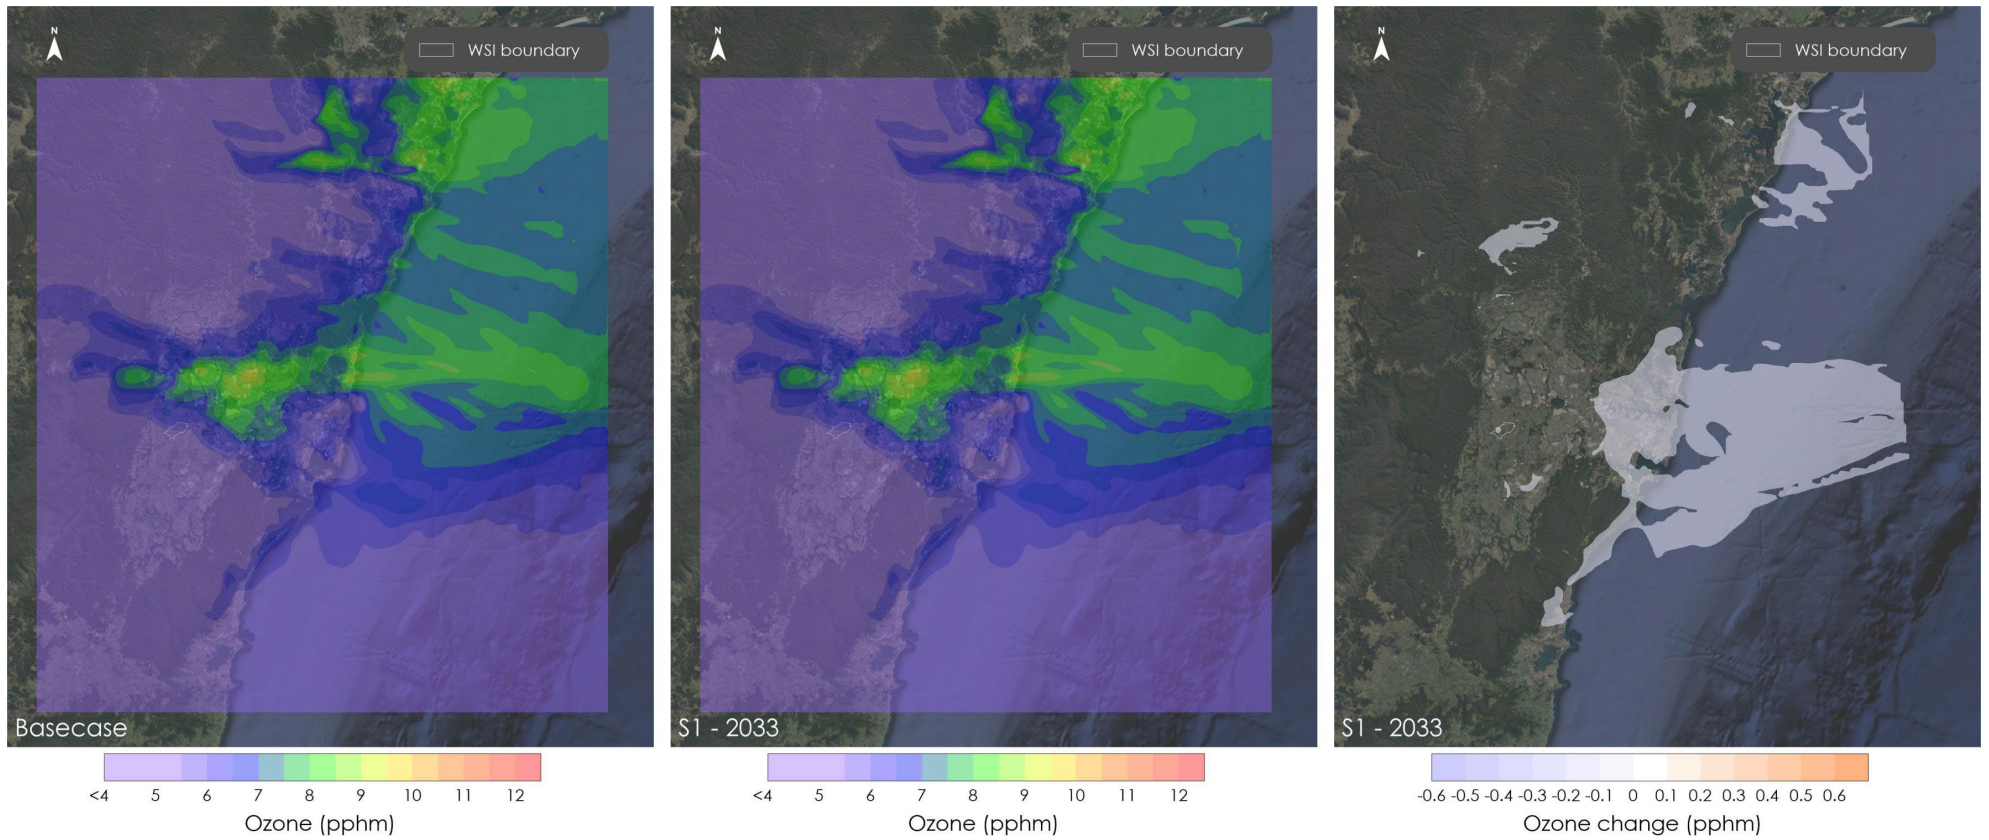 N
WSI boundary
Basecase
<4 5 6 7 8 9 10 11 12
Ozone (pphm)
N
WSI boundary
S1 - 2033
<4 5 6 7 8 9 10 11 12
Ozone (pphm)
N
WSI boundary
S1 - 2033
-0.6 -0.5 -0.4 -0.3 -0.2 -0.1 0 0.1 0.2 0.3 0.4 0.5 0.6
Ozone change (pphm)